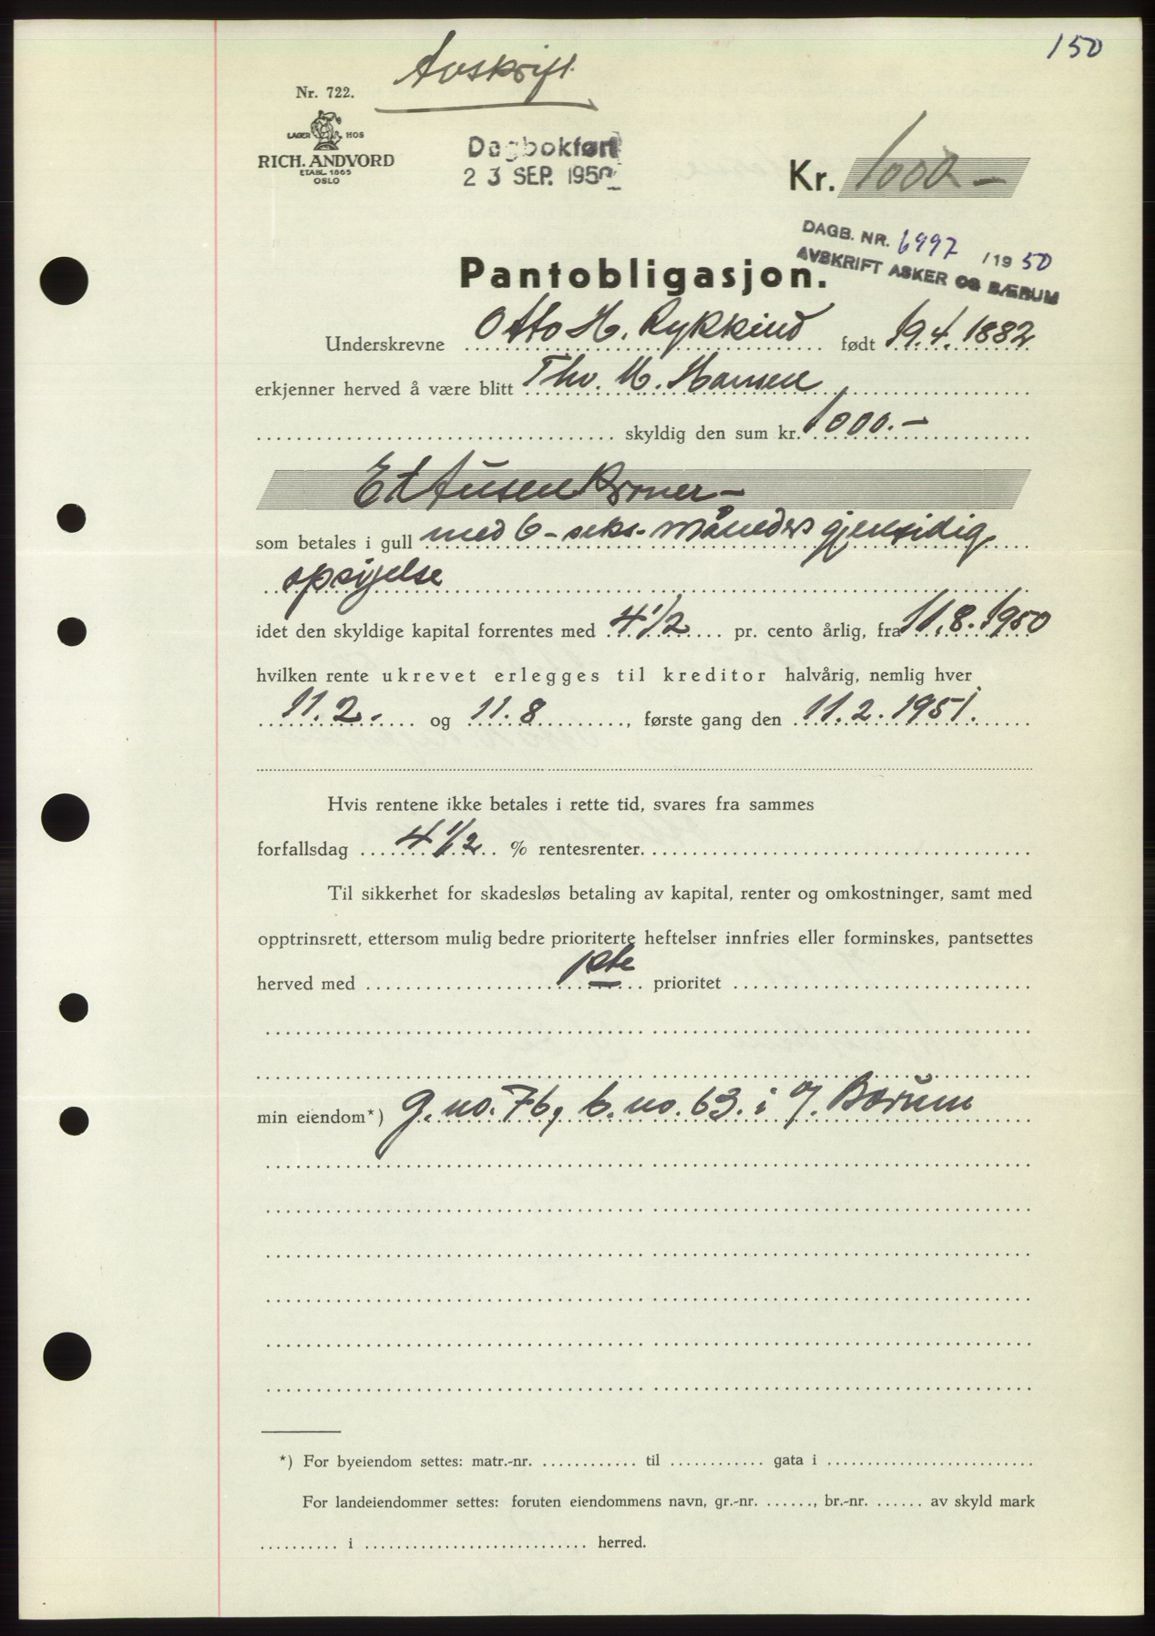 150
Avskrift
Nr. 722.
LAGER HOS
RICH. ANDVORD
ETABL. 1865
OSLO
Dagbokført
23 SEP. 1950
Kr. 1000 –
DAGB. NR. 6997 / 1950
AVSKRIFT ASKER OG BÆRUM
Pantobligasjon.
Underskrevne Otto H. Rykkind født 19.4.1882
erkjenner herved å være blitt Thv. M. Hansen
skyldig den sum kr. 1000.–
Et tusen kroner –
som betales i gull med 6 – seks – måneders gjensidig
opsigelse
idet den skyldige kapital forrentes med 4 1/2 pr. cento årlig, fra 11.8.1950
hvilken rente ukrevet erlegges til kreditor halvårig, nemlig hver
11.2. og 11.8, første gang den 11.2.1951.
Hvis rentene ikke betales i rette tid, svares fra sammes
forfallsdag 4 1/2 % rentesrenter.
Til sikkerhet for skadesløs betaling av kapital, renter og omkostninger, samt med
opptrinsrett, ettersom mulig bedre prioriterte heftelser innfries eller forminskes, pantsettes
herved med 1ste prioritet
min eiendom*) g.no. 76, b.no. 63. i Ø. Bærum
*) For byeiendom settes: matr.-nr. ............ til ............ gata i ..........................
For landeiendommer settes: foruten eiendommens navn, gr.-nr. ......, br.-nr. ...... av skyld mark
.......... i ............................ herred.